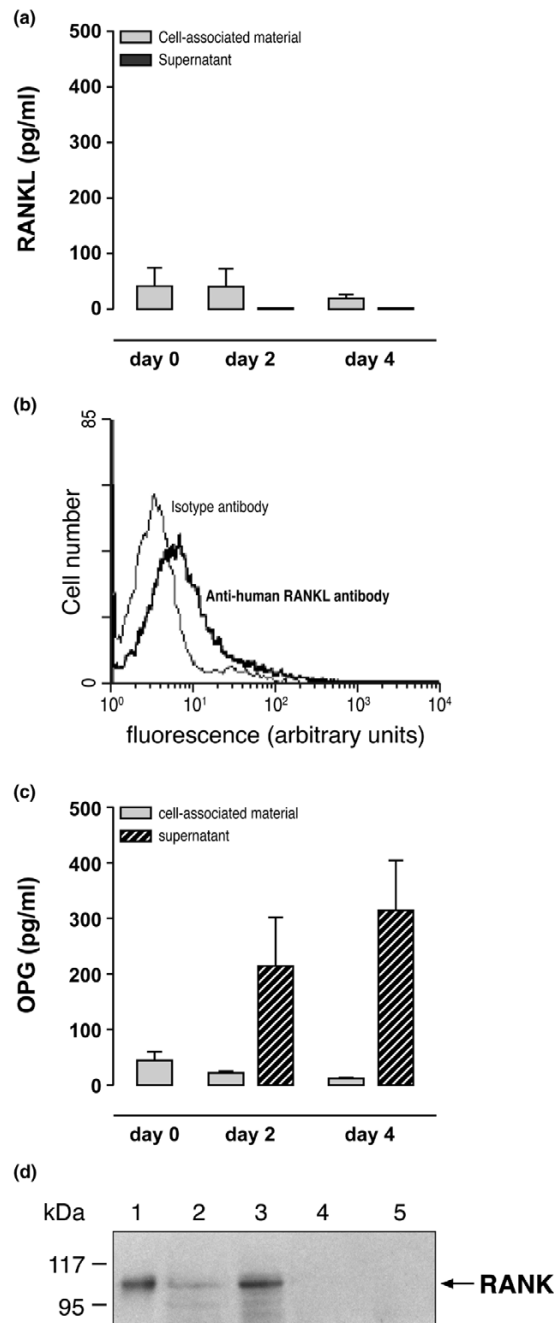 (a)
Cell-associated material
Supernatant
RANKL (pg/ml)
500
400
300
200
100
0
day 0 day 2 day 4
(b)
85
Cell number
0
Isotype antibody
Anti-human RANKL antibody
10⁰ 10¹ 10² 10³ 10⁴
fluorescence (arbitrary units)
(c)
cell-associated material
supernatant
OPG (pg/ml)
500
400
300
200
100
0
day 0 day 2 day 4
(d)
kDa 1 2 3 4 5
117
RANK
95